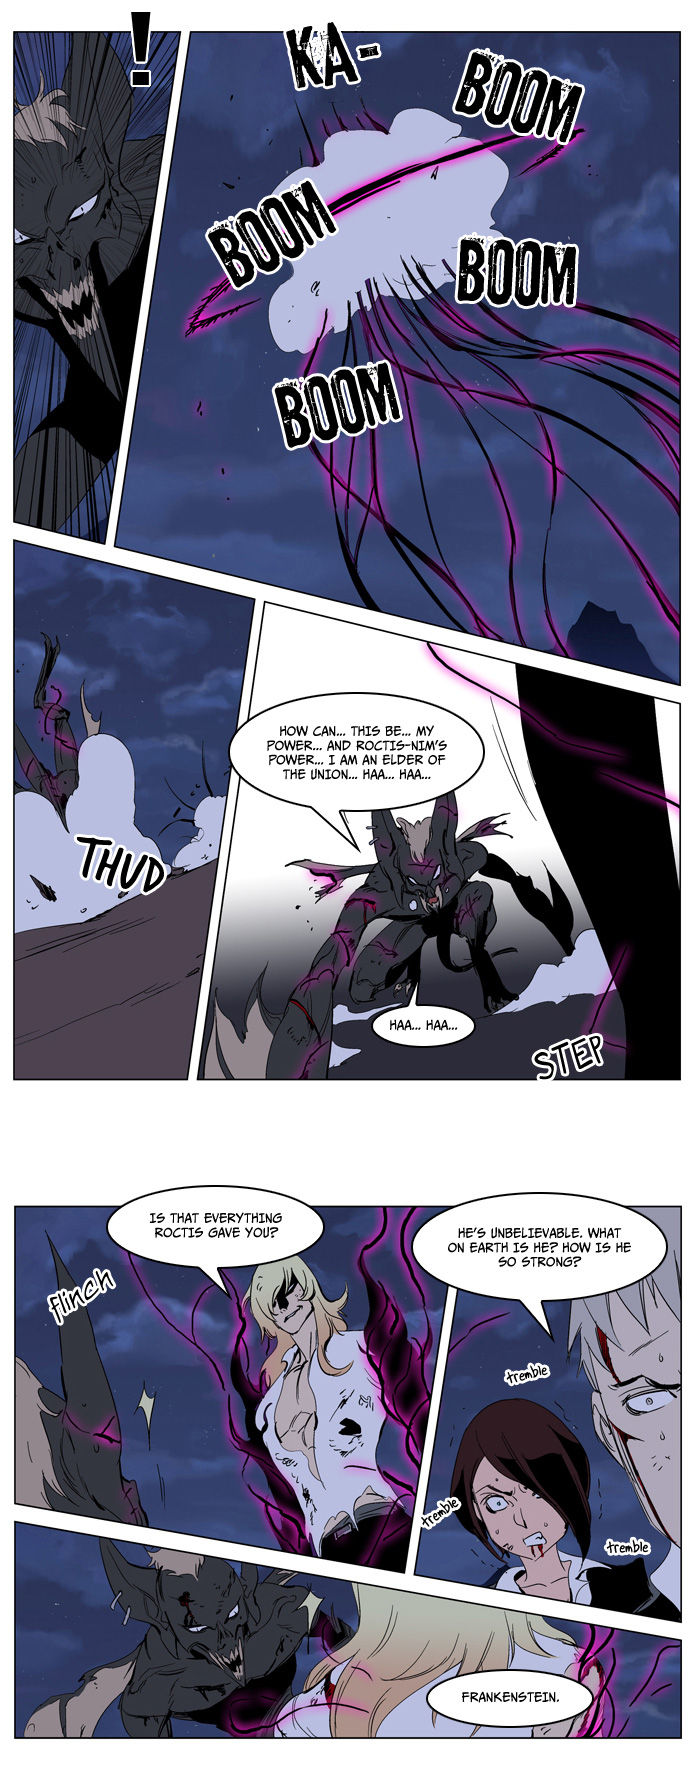 !
KA-
BOOM
BOOM
BOOM
BOOM
THUD
HOW CAN... THIS BE... MY
POWER... AND ROCTIS-NIM'S
POWER... I AM AN ELDER OF
THE UNION... HAA... HAA...
HAA... HAA...
STEP
IS THAT EVERYTHING
ROCTIS GAVE YOU?
flinch
HE'S UNBELIEVABLE. WHAT
ON EARTH IS HE? HOW IS HE
SO STRONG?
tremble
tremble
tremble
FRANKENSTEIN.